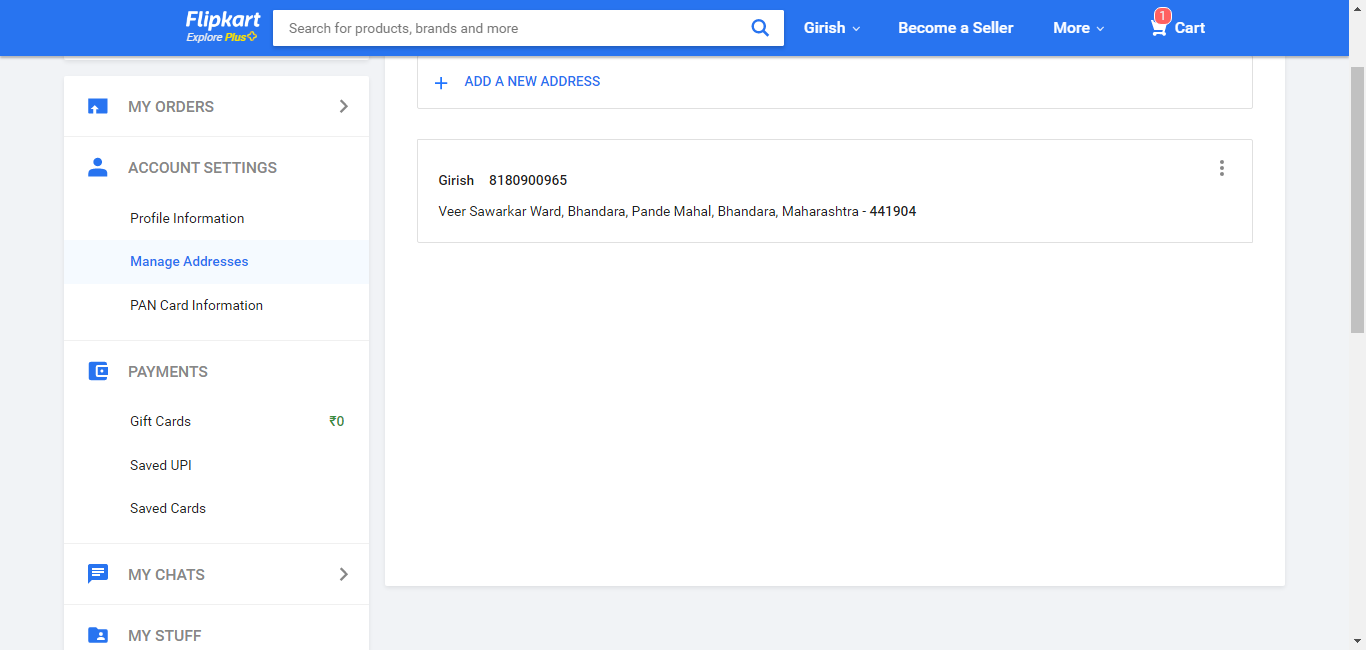 Flipkart
Explore Plus
Search for products, brands and more
Girish
Become a Seller
More
1
Cart
MY ORDERS
ACCOUNT SETTINGS
Profile Information
Manage Addresses
PAN Card Information
PAYMENTS
Gift Cards ₹0
Saved UPI
Saved Cards
MY CHATS
MY STUFF
+ ADD A NEW ADDRESS
Girish 8180900965
Veer Sawarkar Ward, Bhandara, Pande Mahal, Bhandara, Maharashtra - 441904